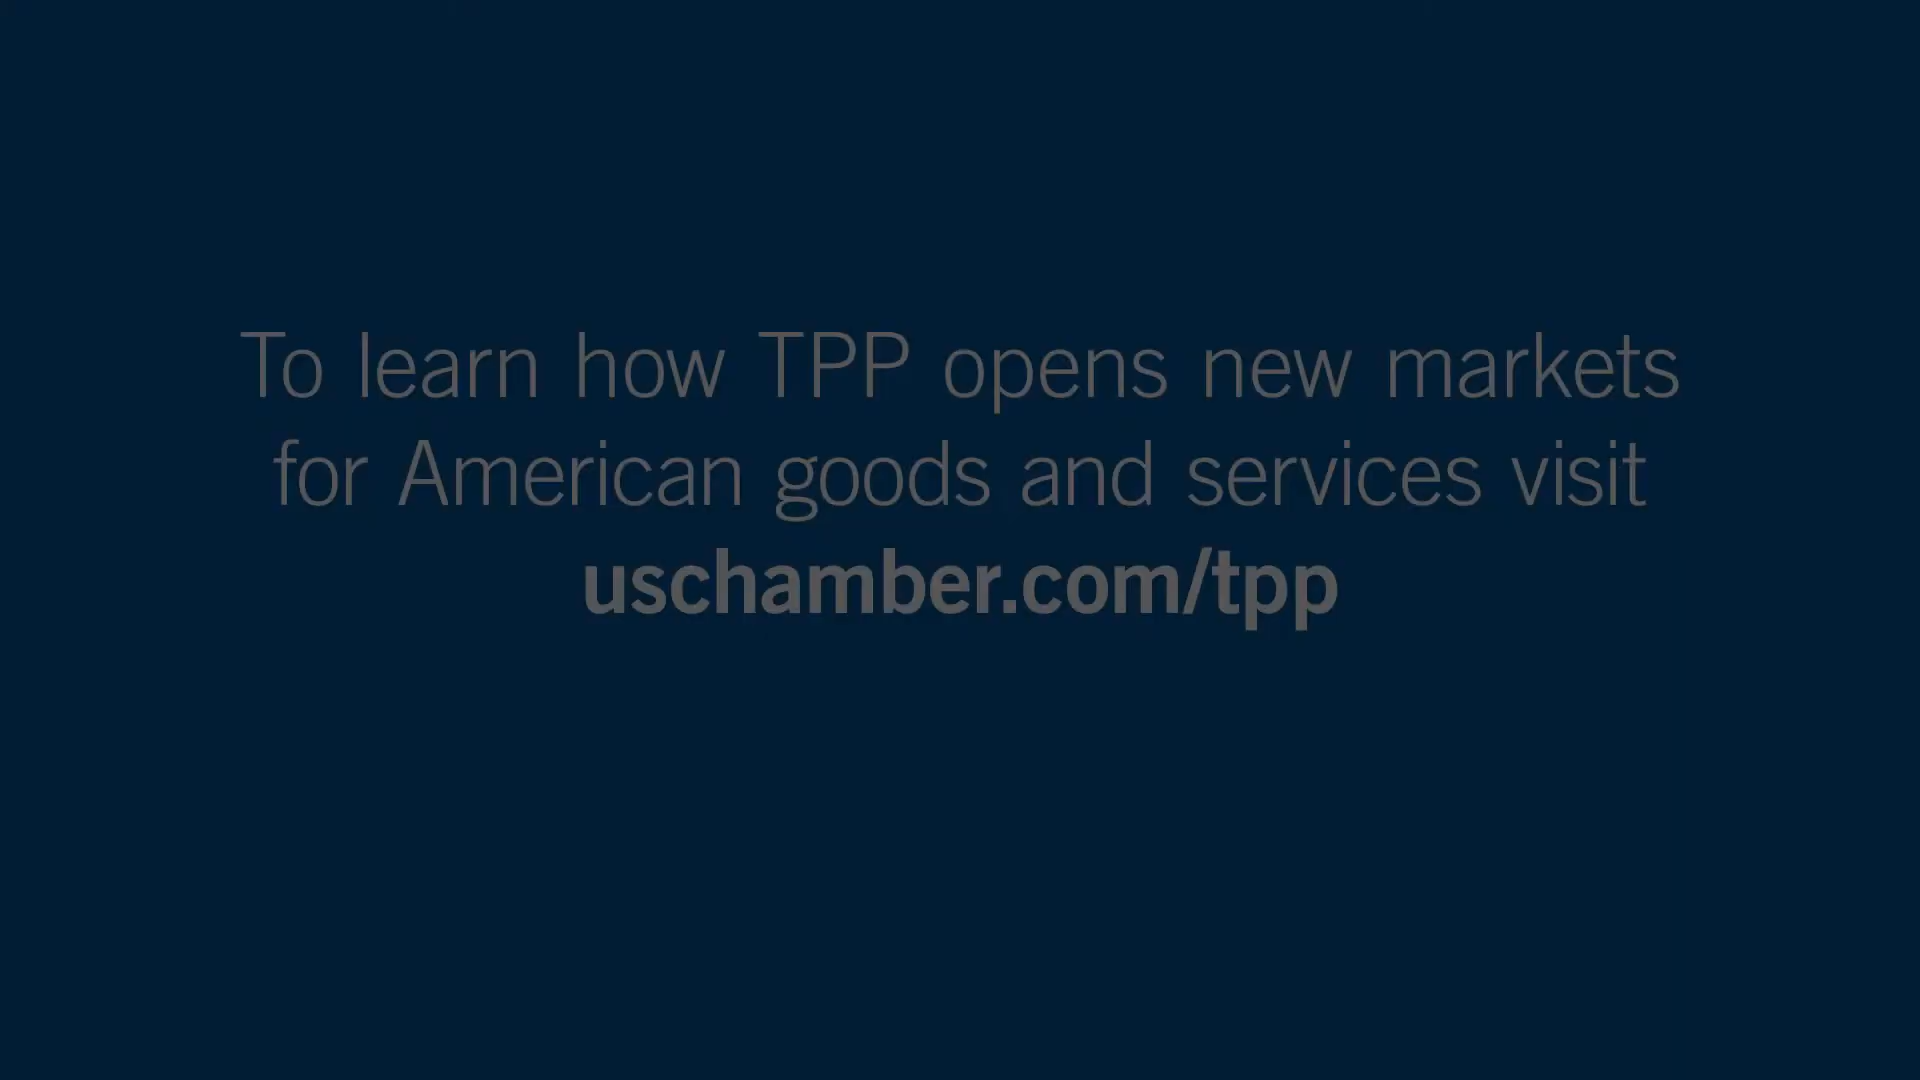 To learn how TPP opens new markets
for American goods and services visit
uschamber.com/tpp